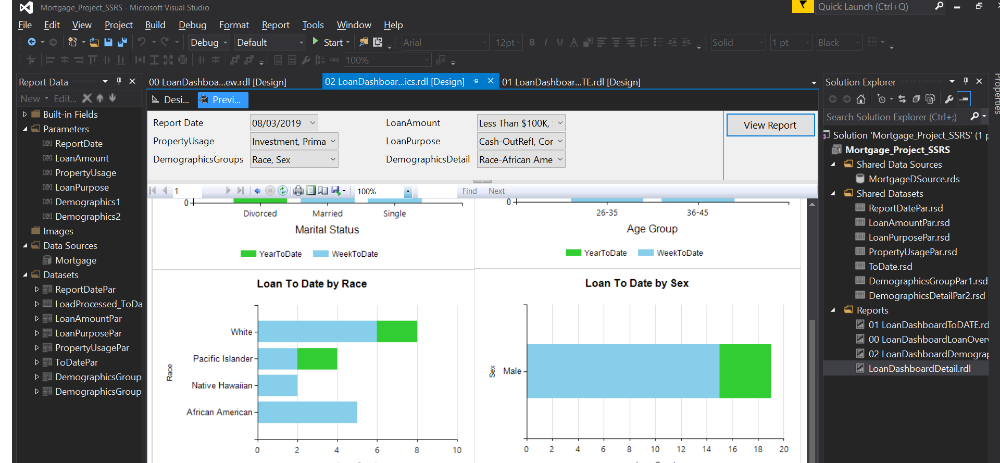 Mortgage_Project_SSRS - Microsoft Visual Studio
Quick Launch (Ctrl+Q)
File Edit View Project Build Debug Format Report Tools Window Help
Debug Default Start Arial 12pt B I U A Solid 1 pt Black
100%
Report Data
New Edit...
Built-in Fields
Parameters
ReportDate
LoanAmount
PropertyUsage
LoanPurpose
Demographics1
Demographics2
Images
Data Sources
Mortgage
Datasets
ReportDatePar
LoadProcessed_ToDa
LoanAmountPar
LoanPurposePar
PropertyUsagePar
ToDatePar
DemographicsGroup
DemographicsGroup
00 LoanDashboa...ew.rdl [Design] 02 LoanDashboar...ics.rdl [Design] 01 LoanDashboar...TE.rdl [Design]
Desi... Previ...
Report Date 08/03/2019 LoanAmount Less Than $100K,
PropertyUsage Investment, Prima LoanPurpose Cash-OutRefI, Cor
DemographicsGroups Race, Sex DemographicsDetail Race-African Ame
View Report
1 100% Find | Next
0
Divorced Married Single
Marital Status
YearToDate WeekToDate
0
26-35 36-45
Age Group
YearToDate WeekToDate
Loan To Date by Race
Race
White
Pacific Islander
Native Hawaiian
African American
0 2 4 6 8 10
Loan To Date by Sex
Sex
Male
0 2 4 6 8 10 12 14 16 18 20
Solution Explorer
Search Solution Explorer (Ctrl+;)
Solution 'Mortgage_Project_SSRS' (1 p
Mortgage_Project_SSRS
Shared Data Sources
MortgageDSource.rds
Shared Datasets
ReportDatePar.rsd
LoanAmountPar.rsd
LoanPurposePar.rsd
PropertyUsagePar.rsd
ToDate.rsd
DemographicsGroupPar1.rsd
DemographicsDetailPar2.rsd
Reports
01 LoanDashboardToDATE.rd
00 LoanDashboardLoanOverv
02 LoanDashboardDemograp
LoanDashboardDetail.rdl
Properties